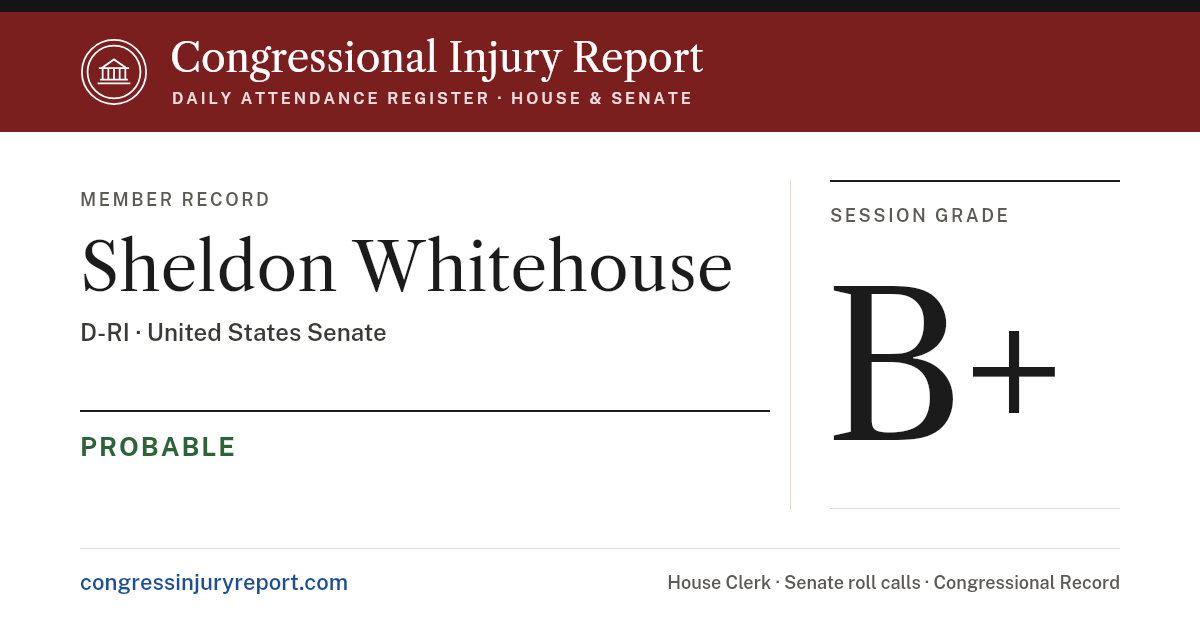 Congressional Injury Report
DAILY ATTENDANCE REGISTER · HOUSE & SENATE
MEMBER RECORD
Sheldon Whitehouse
D-RI · United States Senate
PROBABLE
SESSION GRADE
B+
congressinjuryreport.com
House Clerk · Senate roll calls · Congressional Record